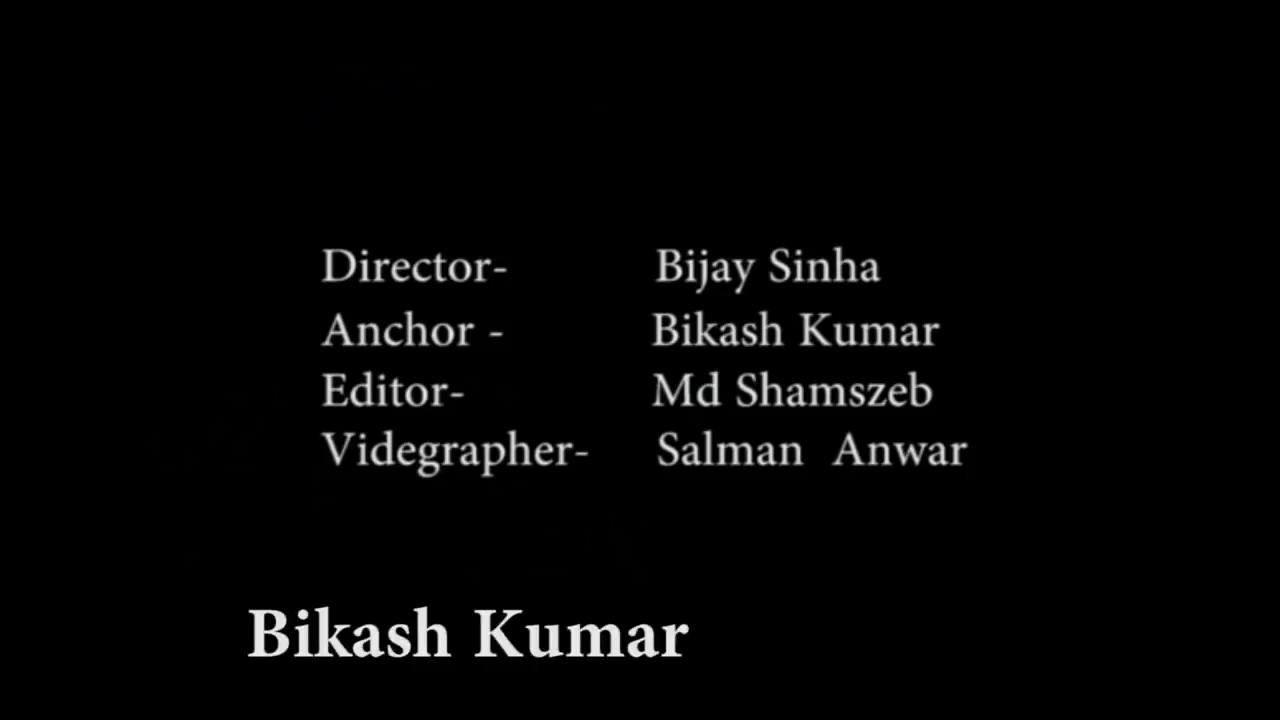 Director- Bijay Sinha
Anchor - Bikash Kumar
Editor- Md Shamszeb
Videgrapher- Salman Anwar
Bikash Kumar